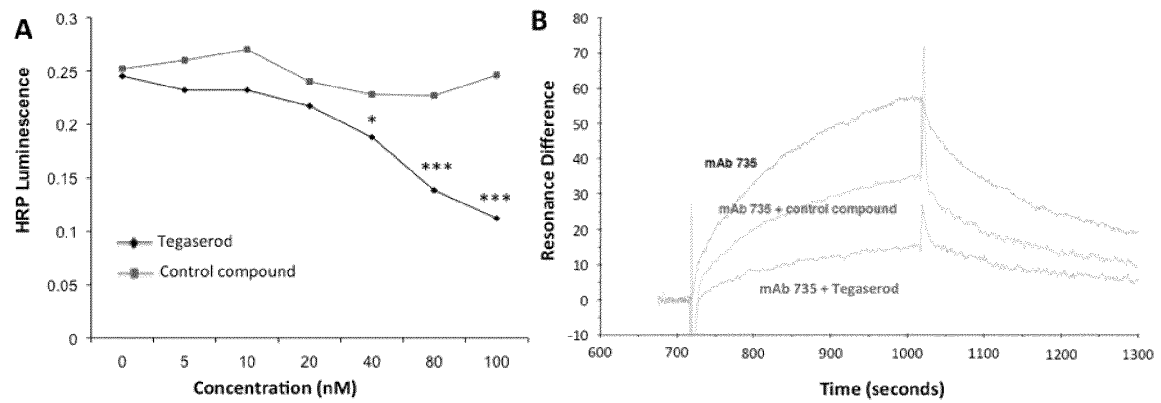 A
B
0.3
0.25
0.2
0.15
0.1
0.05
0
HRP Luminescence
*
***
***
Tegaserod
Control compound
0 5 10 20 40 80 100
Concentration (nM)
80
70
60
50
40
30
20
10
0
-10
Resonance Difference
mAb 735
mAb 735 + control compound
mAb 735 + Tegaserod
600 700 800 900 1000 1100 1200 1300
Time (seconds)